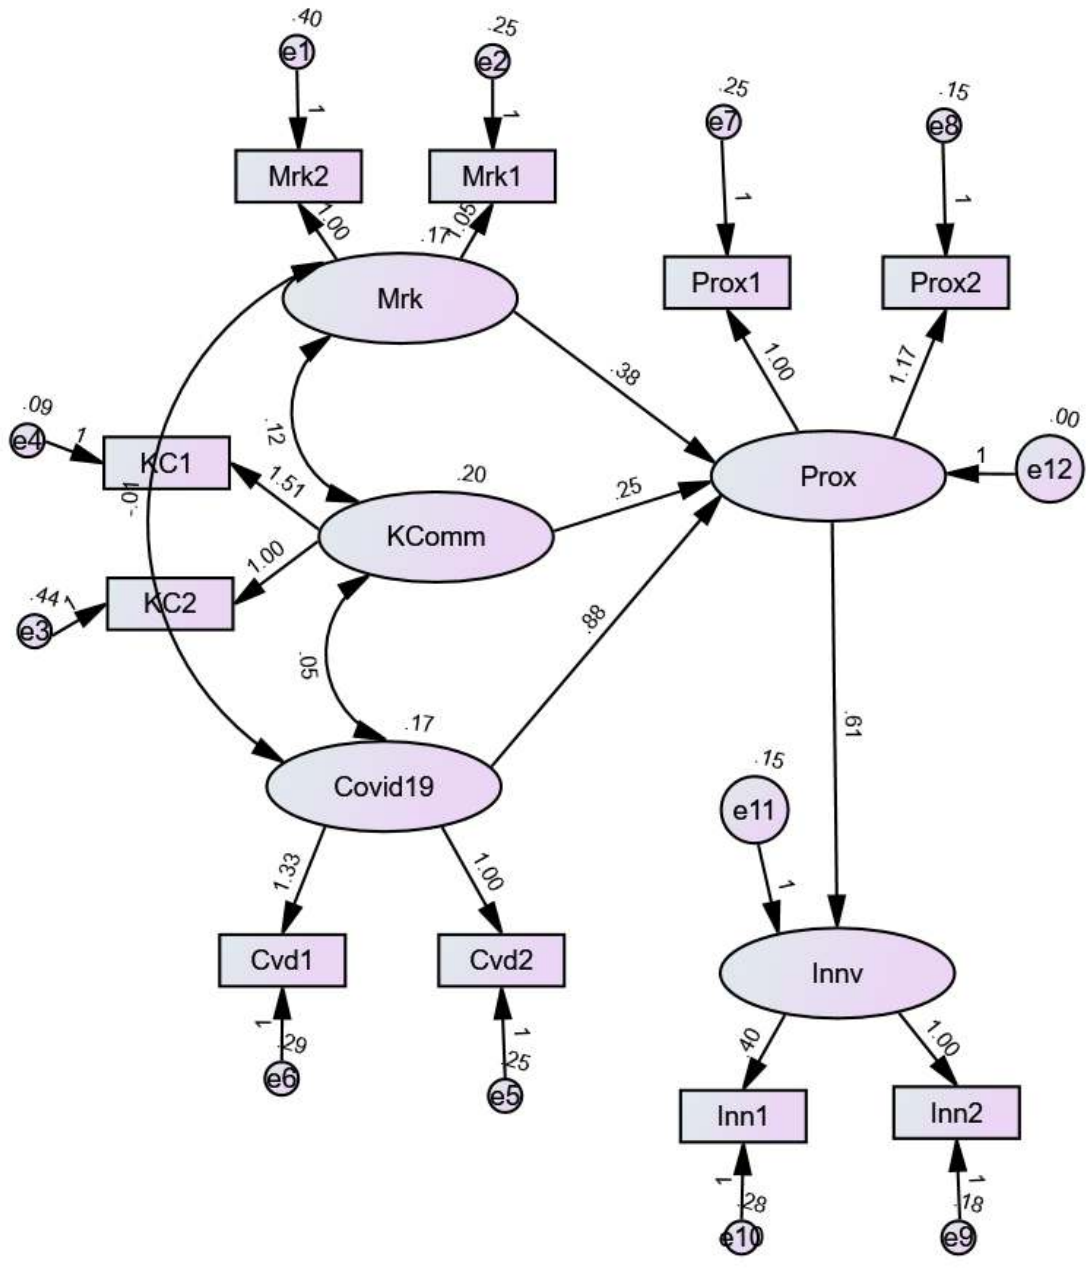 .40
e1
.25
e2
1
1
Mrk2
Mrk1
1.00
1.05
.17
Mrk
.25
e7
.15
e8
1
1
Prox1
Prox2
1.00
1.17
.38
.12
.09
e4
1
KC1
-.01
1.51
.20
KComm
.25
Prox
1
.00
e12
1.00
.44
1
e3
KC2
.05
.88
.17
Covid19
.61
.15
e11
1
1.33
1.00
Cvd1
Cvd2
1
.29
e6
1
.25
e5
Innv
.40
1.00
Inn1
Inn2
1
.28
e10
1
.18
e9